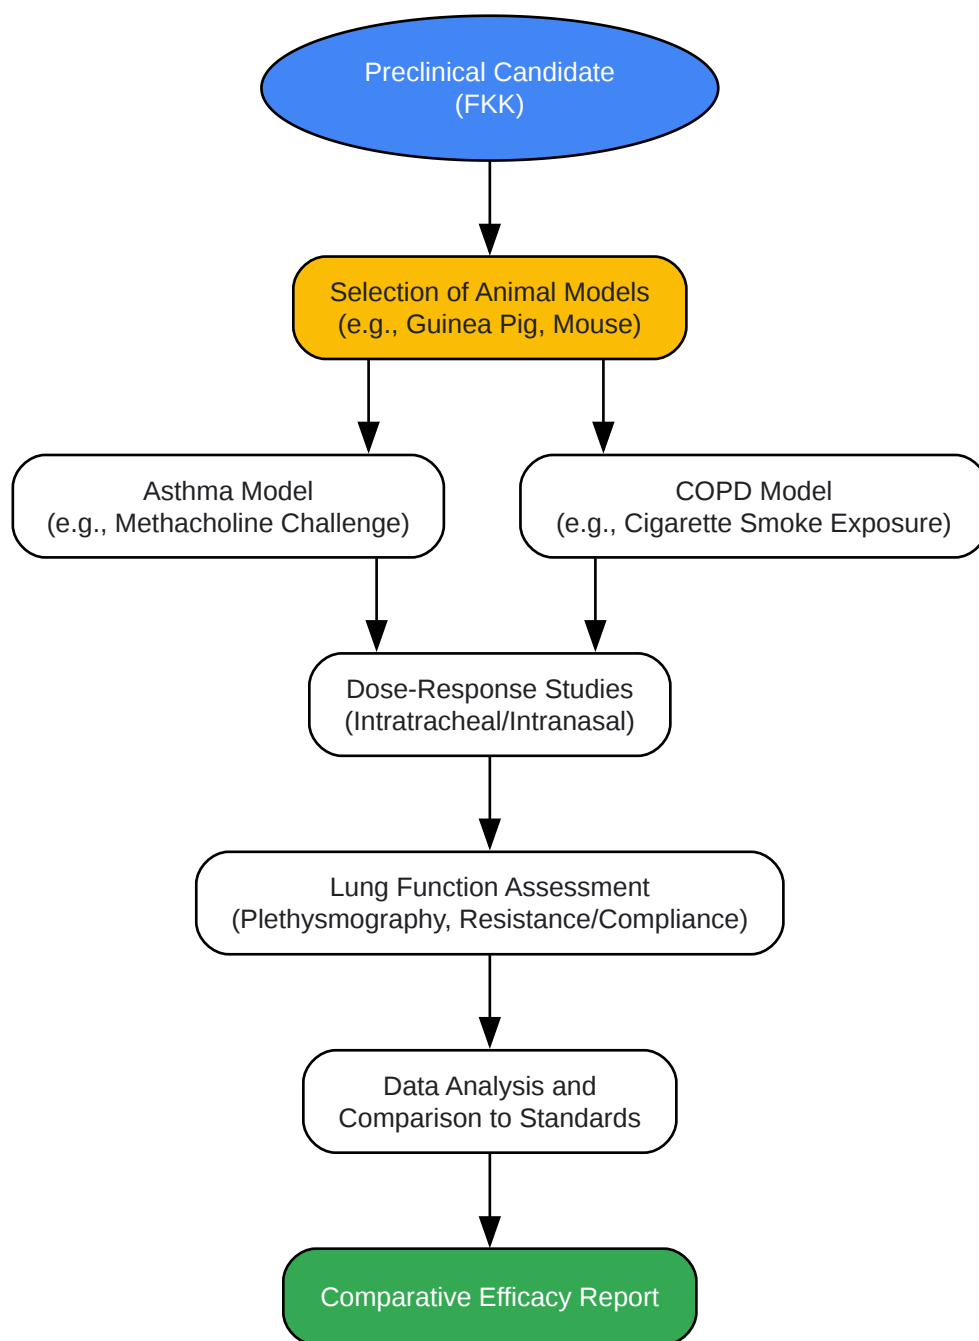 Preclinical Candidate
(FKK)
Selection of Animal Models
(e.g., Guinea Pig, Mouse)
Asthma Model
(e.g., Methacholine Challenge)
COPD Model
(e.g., Cigarette Smoke Exposure)
Dose-Response Studies
(Intratracheal/Intranasal)
Lung Function Assessment
(Plethysmography, Resistance/Compliance)
Data Analysis and
Comparison to Standards
Comparative Efficacy Report